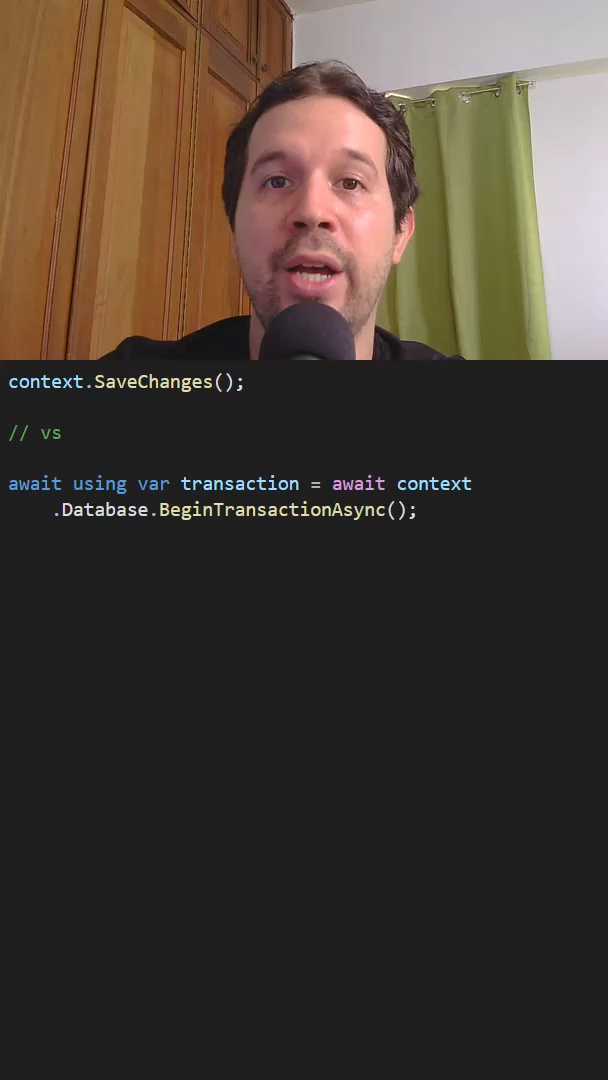 context.SaveChanges();
// vs
await using var transaction = await context
.Database.BeginTransactionAsync();